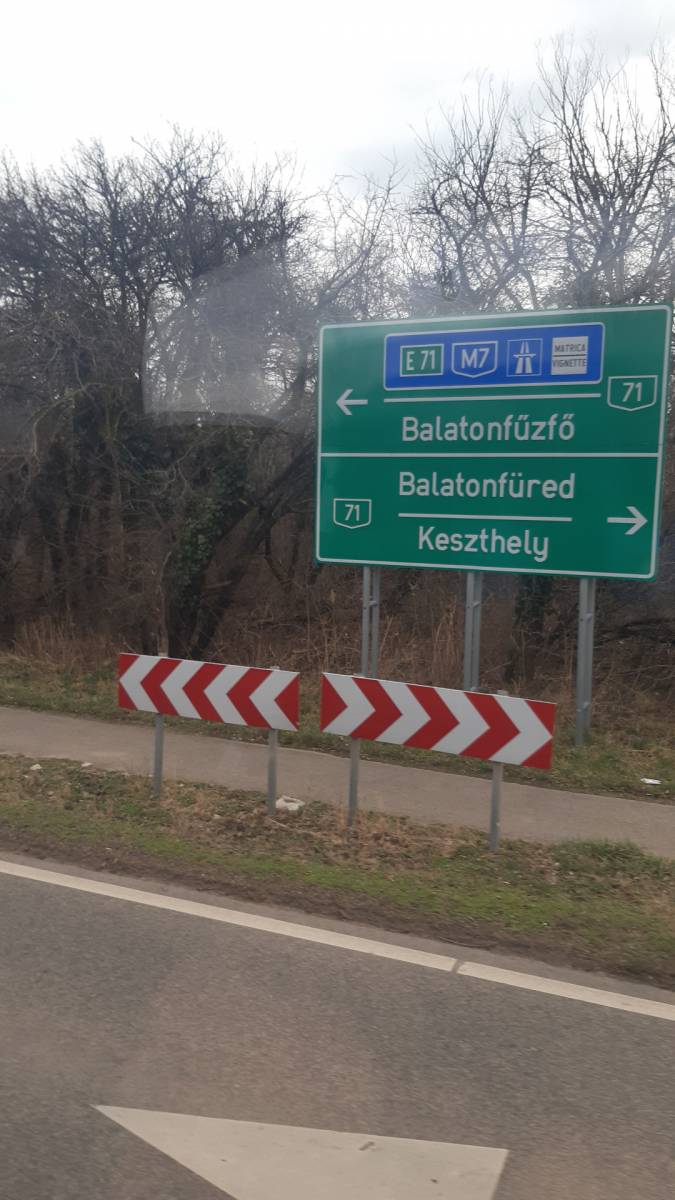 E 71 M7 MATRICA
VIGNETTE
71
Balatonfűzfő
Balatonfüred
71
Keszthely